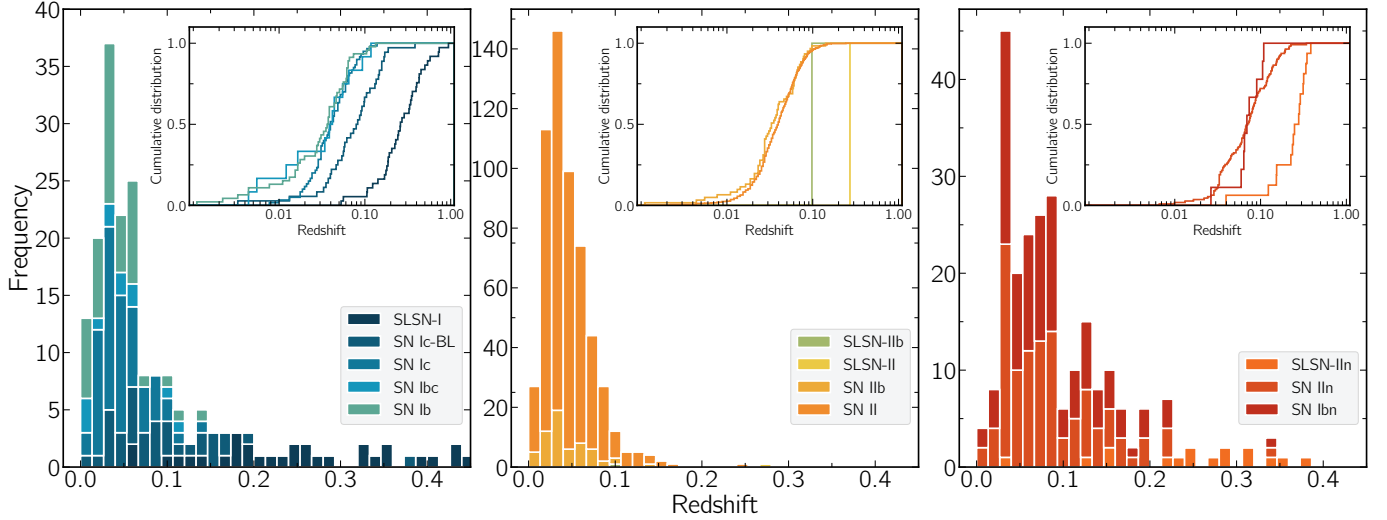 Frequency
40
35
30
25
20
15
10
5
0
0.0
0.1
0.2
0.3
0.4
Cumulative distribution
1.0
0.5
0.0
0.01
0.10
1.00
Redshift
SLSN-I
SN Ic-BL
SN Ic
SN Ibc
SN Ib
140
120
100
80
60
40
20
0
0.0
0.1
0.2
0.3
0.4
Cumulative distribution
1.0
0.5
0.0
0.01
0.10
1.00
Redshift
SLSN-IIb
SLSN-II
SN IIb
SN II
40
30
20
10
0
0.0
0.1
0.2
0.3
0.4
Cumulative distribution
1.0
0.5
0.0
0.01
0.10
1.00
Redshift
SLSN-IIn
SN IIn
SN Ibn
Redshift